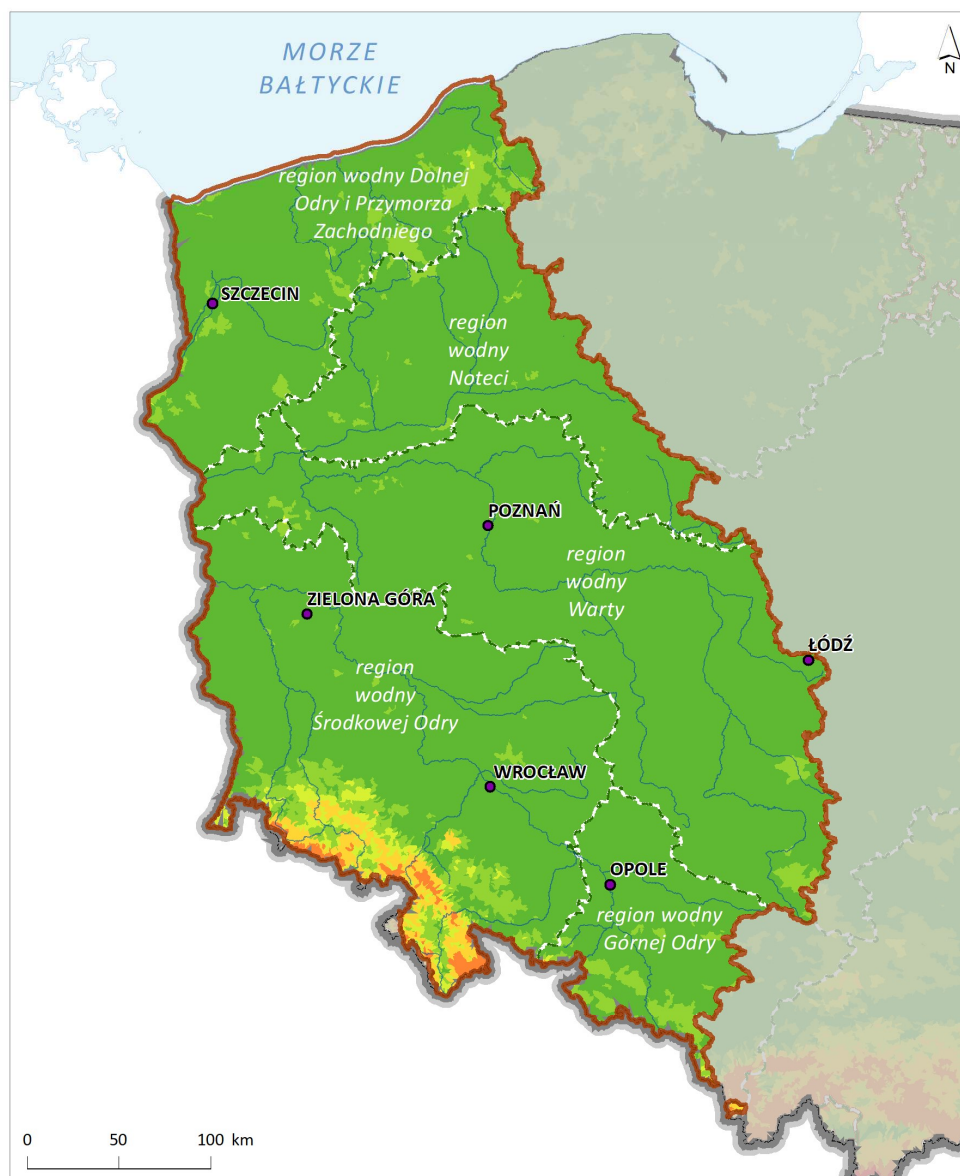 MORZE
BAŁTYCKIE
N
region wodny Dolnej
Odry i Przymorza
Zachodniego
SZCZECIN
region
wodny
Noteci
POZNAŃ
region
wodny
Warty
ZIELONA GÓRA
ŁÓDŹ
region
wodny
Środkowej Odry
WROCŁAW
OPOLE
region wodny
Górnej Odry
0 50 100 km